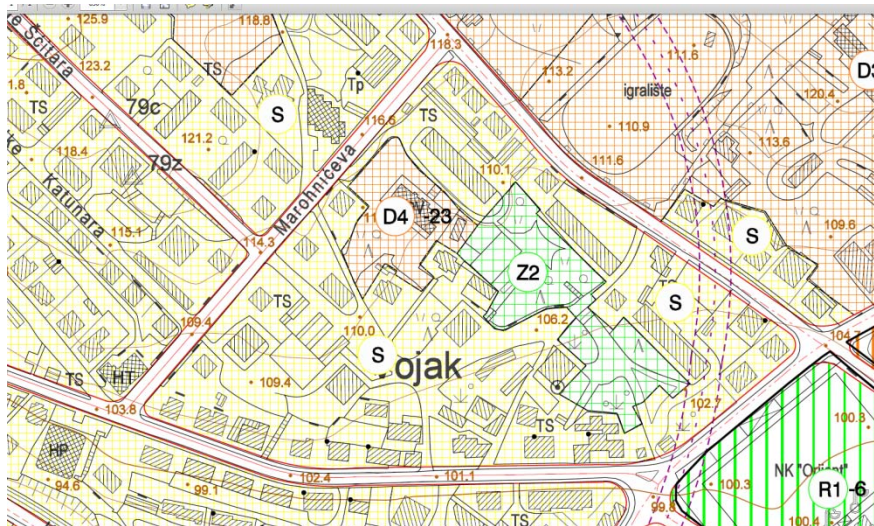 125.9
118.8
118.3
Šćitara
123.2
TS
79c
S
Tp
TS
113.2
111.6
igralište
D3
120.4
121.2
116.5
110.9
113.6
118.4
79z
Marohnićeva
110.1
111.6
Katunara
D4
-23
S
109.6
115.1
114.3
Z2
TS
S
109.4
110.0
106.2
S
ojak
HT
TS
109.4
103.8
102.7
TS
100.3
HP
94.6
99.1
102.4
101.1
99.8
100.3
NK "Orijent"
R1 -6
100.4
TS
TS